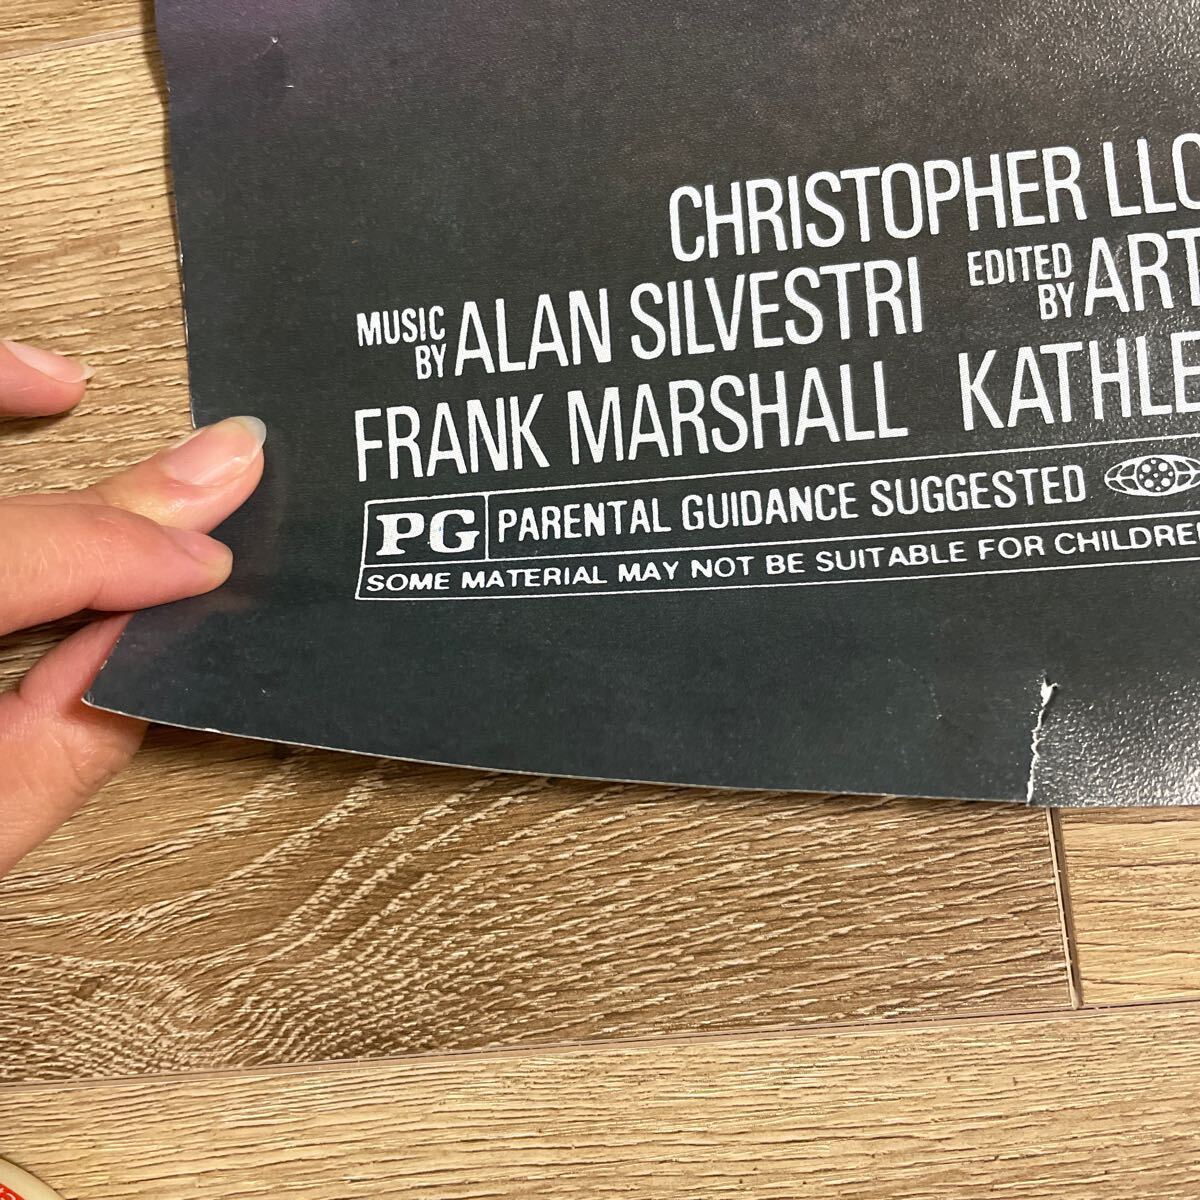 CHRISTOPHER LLO
MUSIC BY ALAN SILVESTRI EDITED BY ART
FRANK MARSHALL KATHLE
PG PARENTAL GUIDANCE SUGGESTED
SOME MATERIAL MAY NOT BE SUITABLE FOR CHILDREN